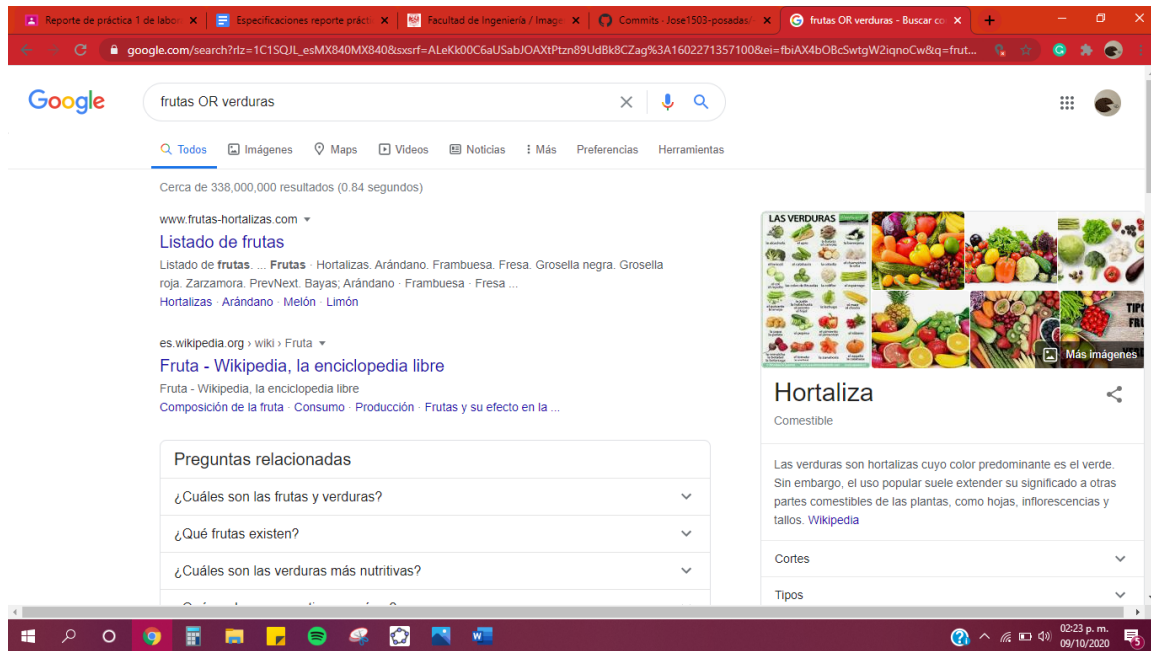 Reporte de práctica 1 de labor
Especificaciones reporte práctic
Facultad de Ingeniería / Image
Commits · Jose1503-posadas/
frutas OR verduras - Buscar co
google.com/search?rlz=1C1SQJL_esMX840MX840&sxsrf=ALeKk00C6aUSabJOAXtPtzn89UdBk8CZag%3A1602271357100&ei=fbiAX4bOBcSwtgW2iqnoCw&q=frut...
Google
frutas OR verduras
Todos
Imágenes
Maps
Videos
Noticias
Más
Preferencias
Herramientas
Cerca de 338,000,000 resultados (0.84 segundos)
www.frutas-hortalizas.com
Listado de frutas
Listado de frutas. ... Frutas · Hortalizas. Arándano. Frambuesa. Fresa. Grosella negra. Grosella
roja. Zarzamora. PrevNext. Bayas; Arándano · Frambuesa · Fresa ...
Hortalizas · Arándano · Melón · Limón
es.wikipedia.org › wiki › Fruta
Fruta - Wikipedia, la enciclopedia libre
Fruta - Wikipedia, la enciclopedia libre
Composición de la fruta · Consumo · Producción · Frutas y su efecto en la ...
Preguntas relacionadas
¿Cuáles son las frutas y verduras?
¿Qué frutas existen?
¿Cuáles son las verduras más nutritivas?
LAS VERDURAS
TIPO
FRU
Más imágenes
Hortaliza
Comestible
Las verduras son hortalizas cuyo color predominante es el verde.
Sin embargo, el uso popular suele extender su significado a otras
partes comestibles de las plantas, como hojas, inflorescencias y
tallos. Wikipedia
Cortes
Tipos
02:23 p. m.
09/10/2020
5